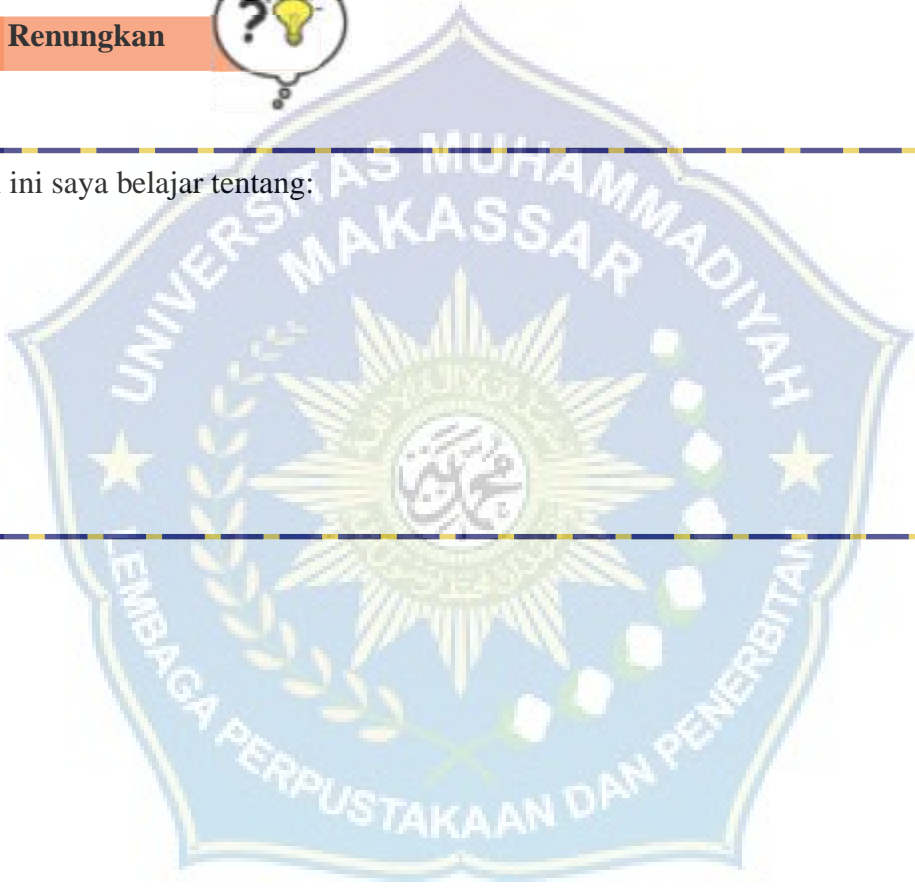 Renungkan
ini saya belajar tentang:
UNIVERSITAS MUHAMMADIYAH
MAKASSAR
LEMBAGA PERPUSTAKAAN DAN PENERBITAN